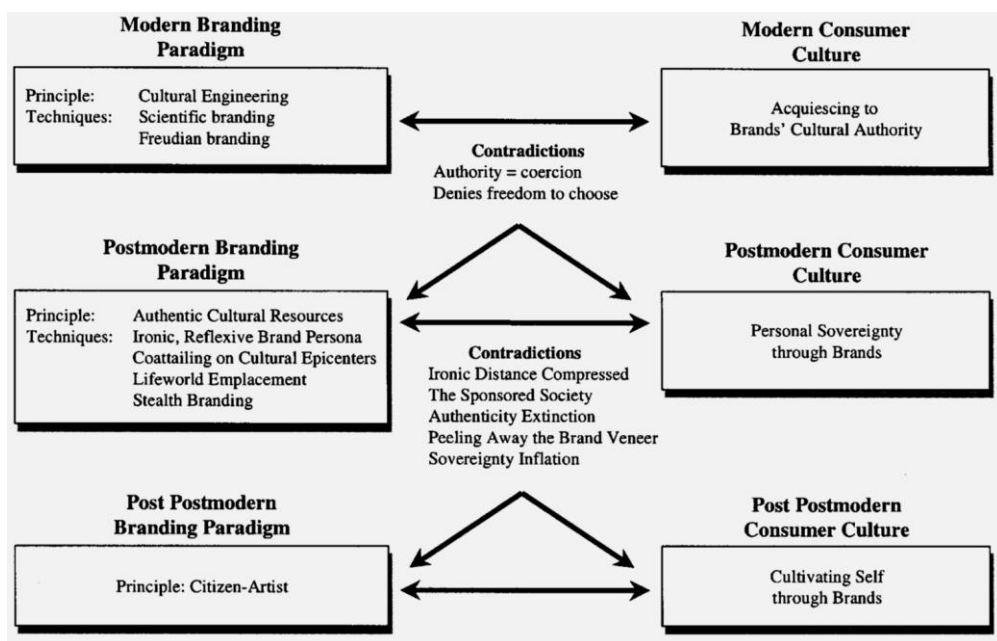 Modern Branding
Paradigm
Modern Consumer
Culture
Principle: Cultural Engineering
Techniques: Scientific branding
Freudian branding
Acquiescing to
Brands' Cultural Authority
Contradictions
Authority = coercion
Denies freedom to choose
Postmodern Branding
Paradigm
Postmodern Consumer
Culture
Principle: Authentic Cultural Resources
Techniques: Ironic, Reflexive Brand Persona
Coattailing on Cultural Epicenters
Lifeworld Emplacement
Stealth Branding
Personal Sovereignty
through Brands
Contradictions
Ironic Distance Compressed
The Sponsored Society
Authenticity Extinction
Peeling Away the Brand Veneer
Sovereignty Inflation
Post Postmodern
Branding Paradigm
Post Postmodern
Consumer Culture
Principle: Citizen-Artist
Cultivating Self
through Brands